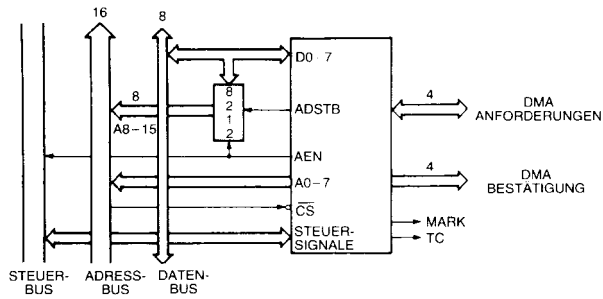 16
8
D0-7
8
8
2
1
2
ADSTB
A8-15
4
DMA
ANFORDERUNGEN
AEN
A0-7
4
DMA
BESTÄTIGUNG
CS
MARK
STEUER-
SIGNALE
TC
STEUER-
BUS
ADRESS-
BUS
DATEN-
BUS